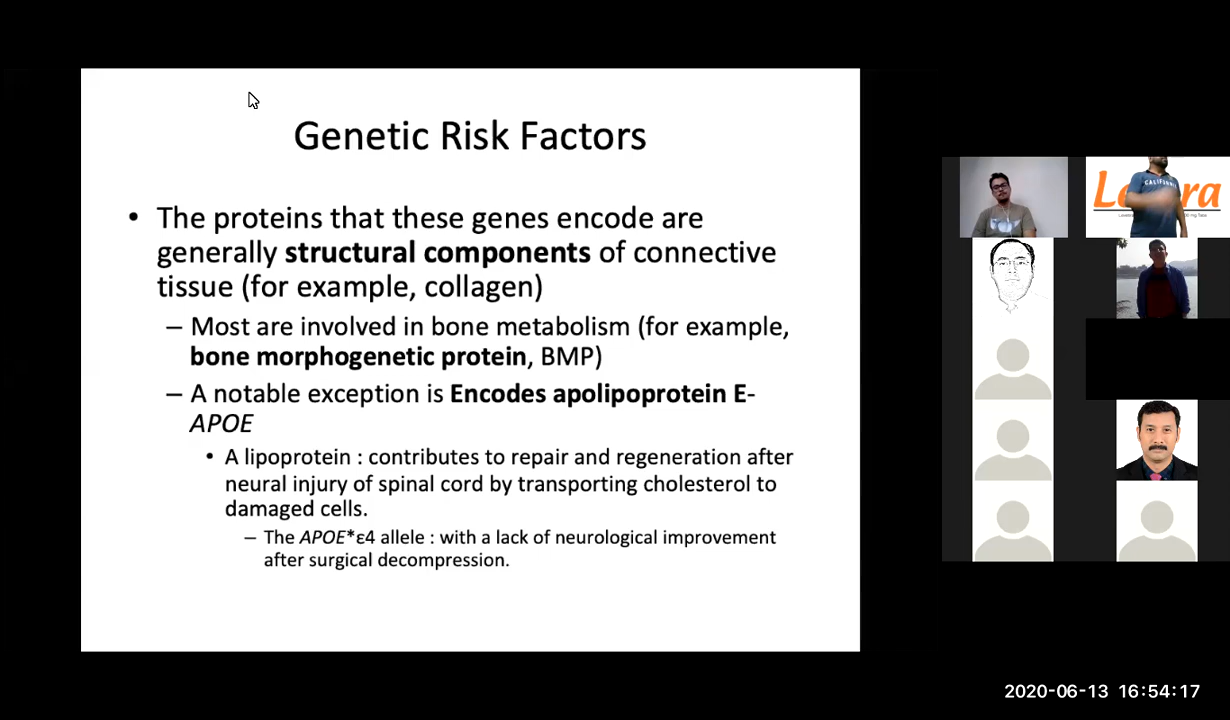 Genetic Risk Factors
• The proteins that these genes encode are
generally structural components of connective
tissue (for example, collagen)
– Most are involved in bone metabolism (for example,
bone morphogenetic protein, BMP)
– A notable exception is Encodes apolipoprotein E-
APOE
• A lipoprotein : contributes to repair and regeneration after
neural injury of spinal cord by transporting cholesterol to
damaged cells.
– The APOE*ε4 allele : with a lack of neurological improvement
after surgical decompression.
CALIFORNIA
2020-06-13 16:54:17